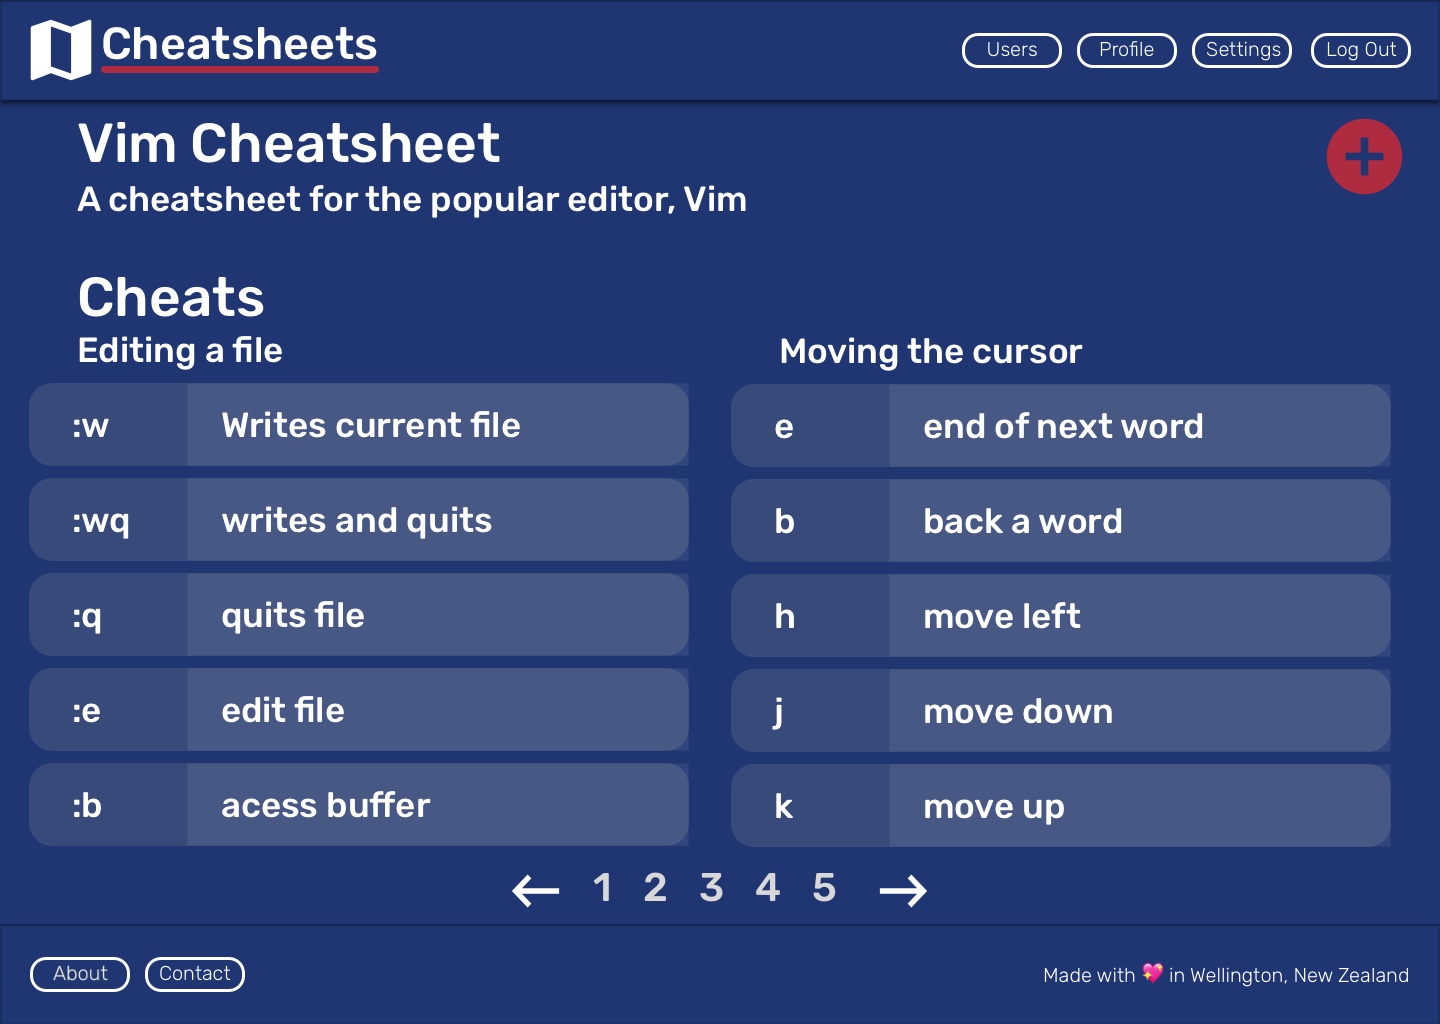 Cheatsheets
Users Profile Settings Log Out
Vim Cheatsheet
A cheatsheet for the popular editor, Vim
Cheats
Editing a file
:w Writes current file
:wq writes and quits
:q quits file
:e edit file
:b acess buffer
Moving the cursor
e end of next word
b back a word
h move left
j move down
k move up
← 1 2 3 4 5 →
About Contact
Made with 💖 in Wellington, New Zealand